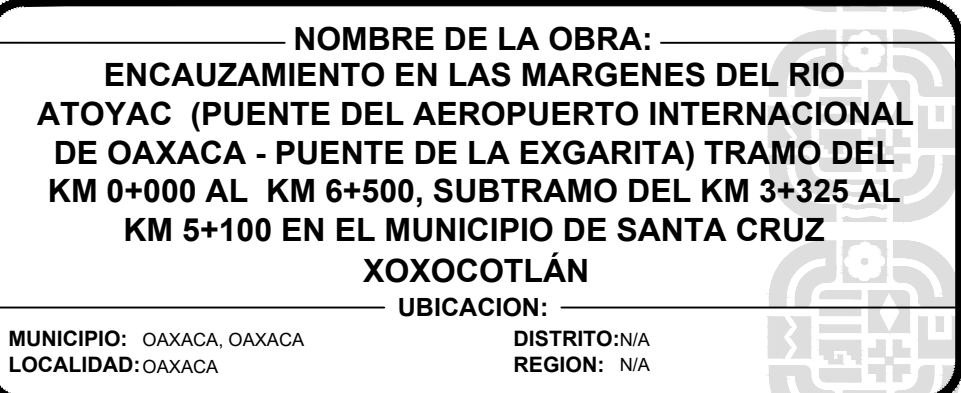 NOMBRE DE LA OBRA:
ENCAUZAMIENTO EN LAS MARGENES DEL RIO
ATOYAC (PUENTE DEL AEROPUERTO INTERNACIONAL
DE OAXACA - PUENTE DE LA EXGARITA) TRAMO DEL
KM 0+000 AL KM 6+500, SUBTRAMO DEL KM 3+325 AL
KM 5+100 EN EL MUNICIPIO DE SANTA CRUZ
XOXOCOTLÁN
UBICACION:
MUNICIPIO: OAXACA, OAXACA DISTRITO:N/A
LOCALIDAD:OAXACA REGION: N/A